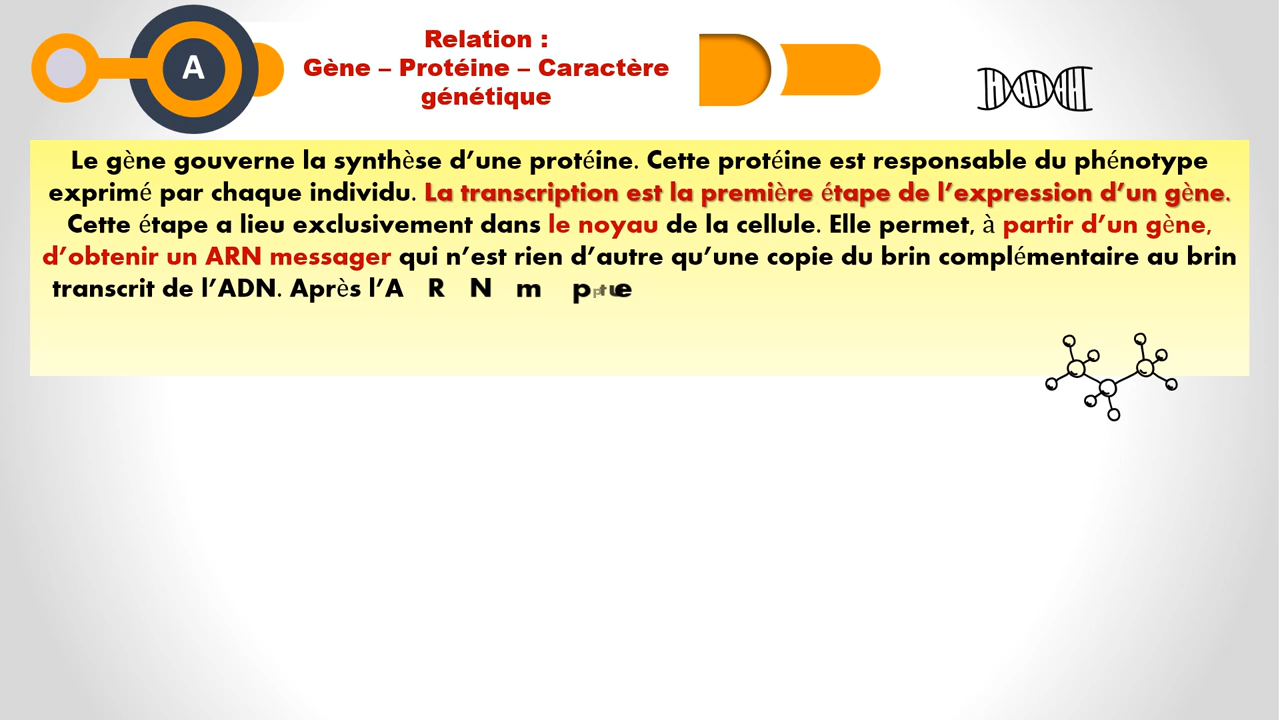 A
Relation :
Gène – Protéine – Caractère
génétique
Le gène gouverne la synthèse d’une protéine. Cette protéine est responsable du phénotype
exprimé par chaque individu. La transcription est la première étape de l’expression d’un gène.
Cette étape a lieu exclusivement dans le noyau de la cellule. Elle permet, à partir d’un gène,
d’obtenir un ARN messager qui n’est rien d’autre qu’une copie du brin complémentaire au brin
transcrit de l’ADN. Après l’A R N m